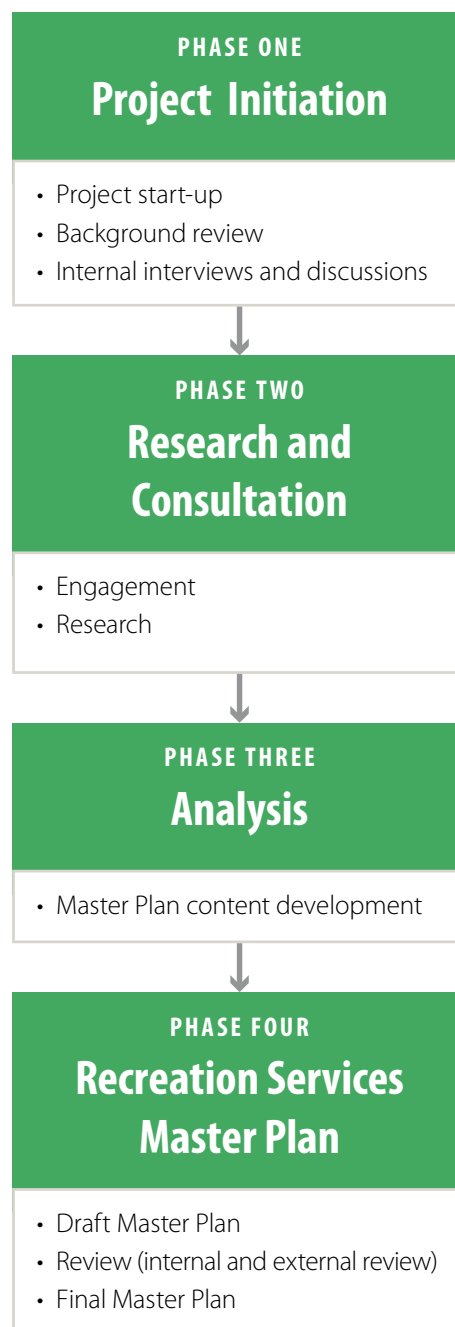 PHASE ONE
Project Initiation
• Project start-up
• Background review
• Internal interviews and discussions
PHASE TWO
Research and
Consultation
• Engagement
• Research
PHASE THREE
Analysis
• Master Plan content development
PHASE FOUR
Recreation Services
Master Plan
• Draft Master Plan
• Review (internal and external review)
• Final Master Plan